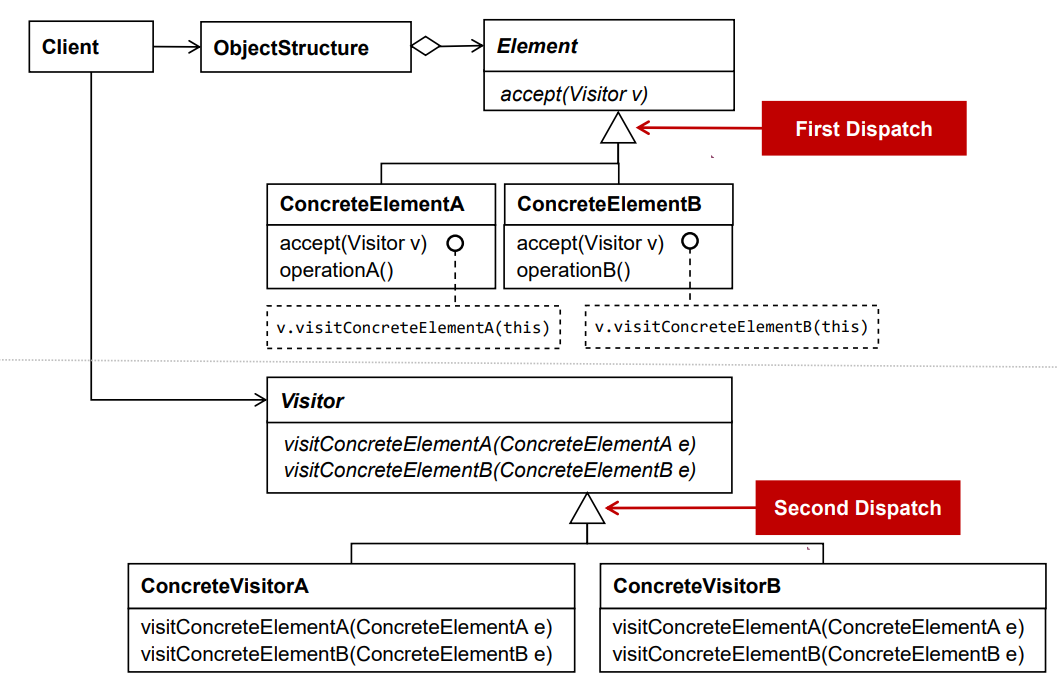 Client
ObjectStructure
Element
accept(Visitor v)
First Dispatch
ConcreteElementA
accept(Visitor v)
operationA()
ConcreteElementB
accept(Visitor v)
operationB()
v.visitConcreteElementA(this)
v.visitConcreteElementB(this)
Visitor
visitConcreteElementA(ConcreteElementA e)
visitConcreteElementB(ConcreteElementB e)
Second Dispatch
ConcreteVisitorA
visitConcreteElementA(ConcreteElementA e)
visitConcreteElementB(ConcreteElementB e)
ConcreteVisitorB
visitConcreteElementA(ConcreteElementA e)
visitConcreteElementB(ConcreteElementB e)